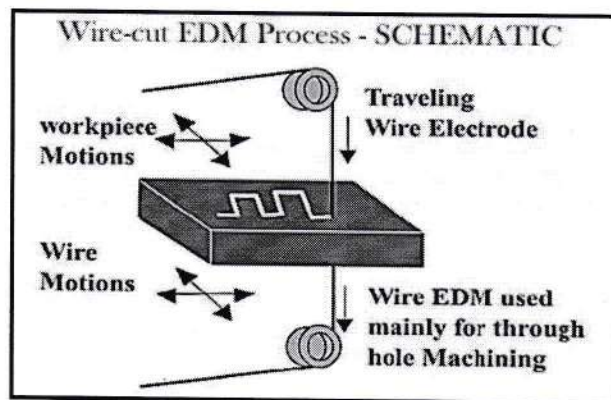 Wire-cut EDM Process - SCHEMATIC
Traveling
Wire Electrode
workpiece
Motions
Wire
Motions
Wire EDM used
mainly for through
hole Machining